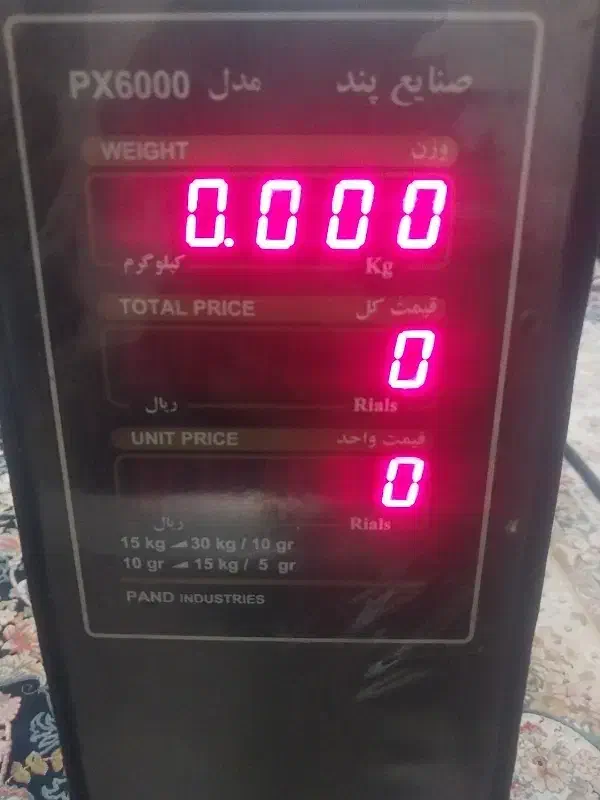 صنایع پند مدل PX6000
WEIGHT وزن
0.000
کیلوگرم Kg
TOTAL PRICE قیمت کل
0
ریال Rials
UNIT PRICE قیمت واحد
0
ریال Rials
15 kg 30 kg / 10 gr
10 gr 15 kg / 5 gr
PAND INDUSTRIES